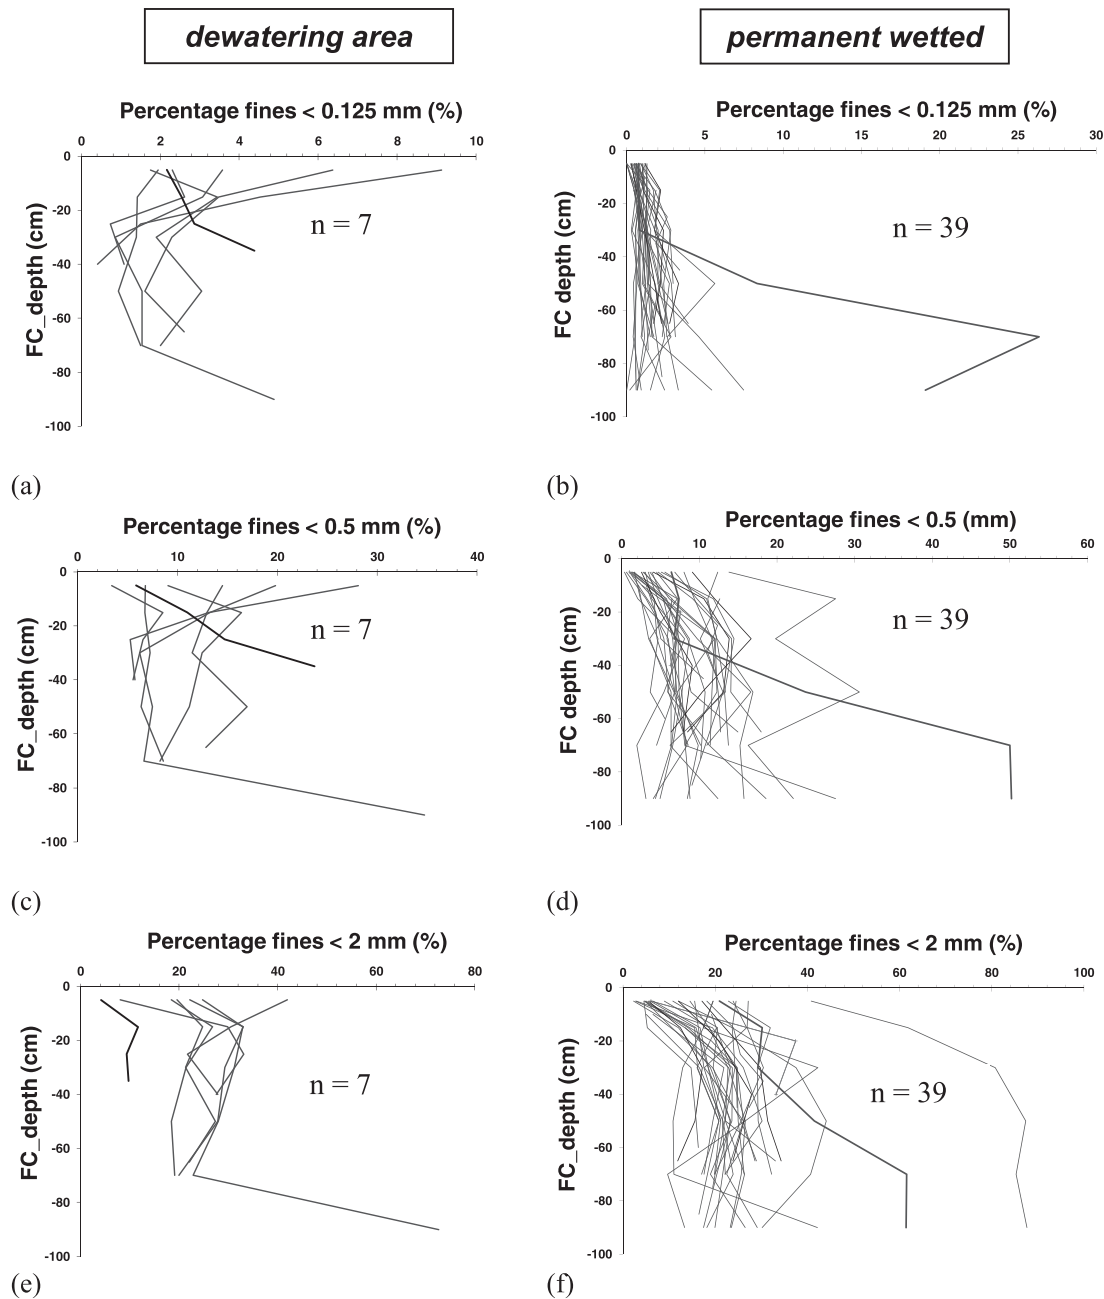 dewatering area
permanent wetted
Percentage fines < 0.125 mm (%)
0 2 4 6 8 10
0
-20
-40
-60
-80
-100
FC_depth (cm)
n = 7
(a)
Percentage fines < 0.125 mm (%)
0 5 10 15 20 25 30
0
-20
-40
-60
-80
-100
FC depth (cm)
n = 39
(b)
Percentage fines < 0.5 mm (%)
0 10 20 30 40
0
-20
-40
-60
-80
-100
FC_depth (cm)
n = 7
(c)
Percentage fines < 0.5 (mm)
0 10 20 30 40 50 60
0
-20
-40
-60
-80
-100
FC depth (cm)
n = 39
(d)
Percentage fines < 2 mm (%)
0 20 40 60 80
0
-20
-40
-60
-80
-100
FC_depth (cm)
n = 7
(e)
Percentage fines < 2 mm (%)
0 20 40 60 80 100
0
-20
-40
-60
-80
-100
FC_depth (cm)
n = 39
(f)